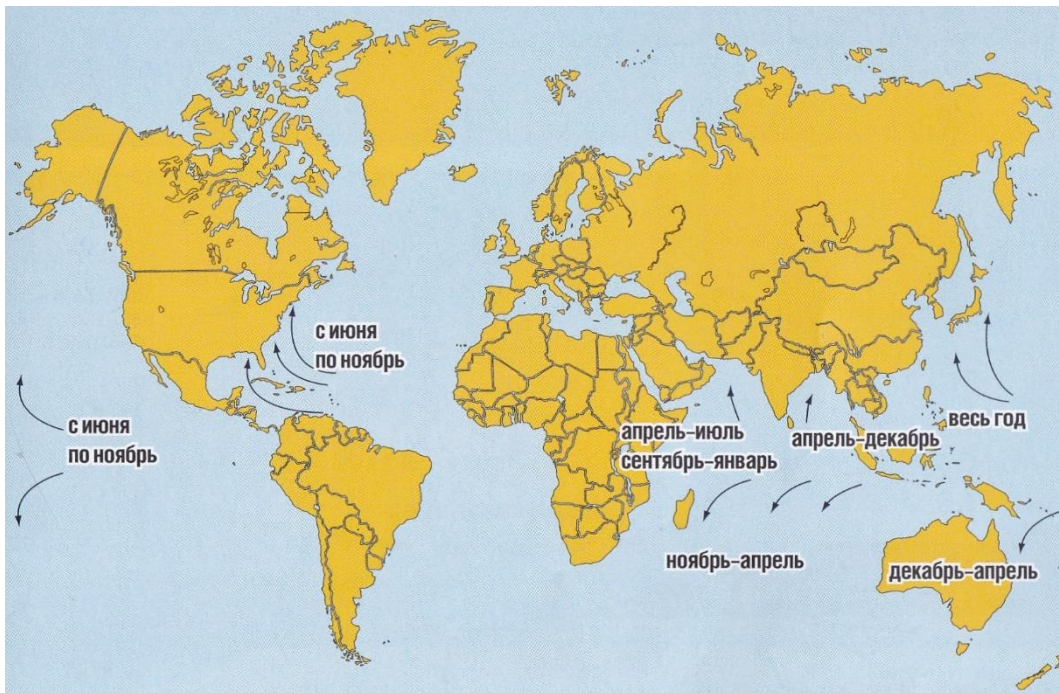 с июня
по ноябрь
с июня
по ноябрь
апрель–июль
сентябрь–январь
апрель–декабрь
весь год
ноябрь–апрель
декабрь–апрель